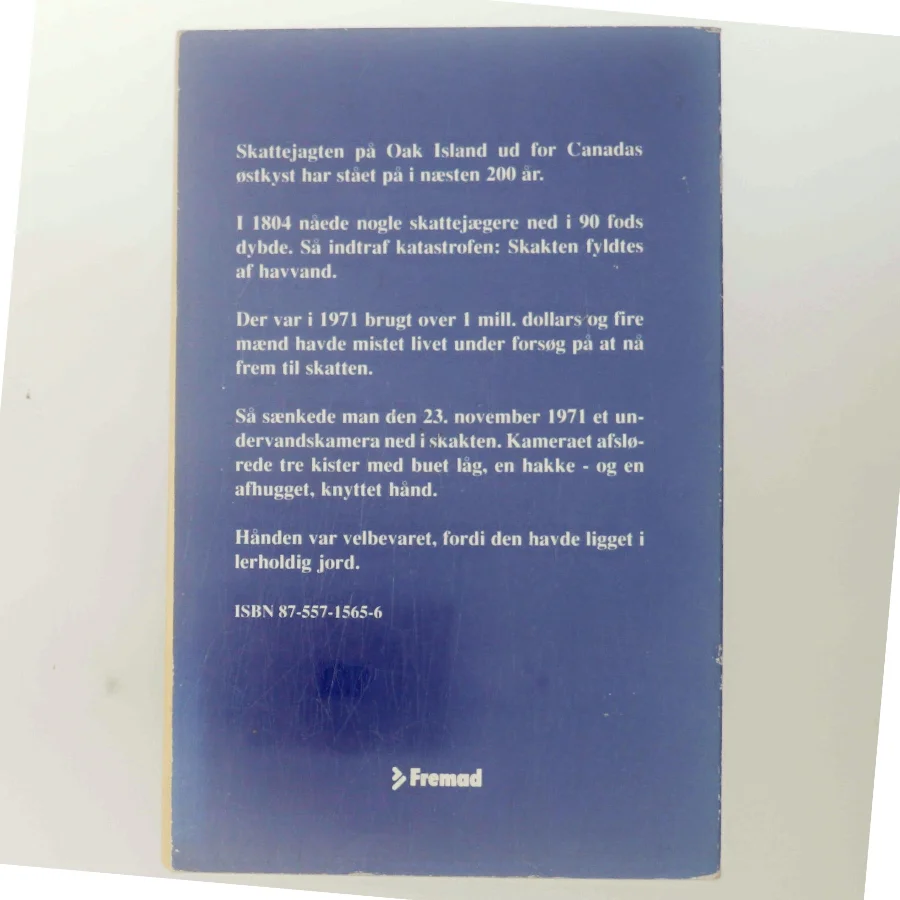 Skattejagten på Oak Island ud for Canadas
østkyst har stået på i næsten 200 år.
I 1804 nåede nogle skattejægere ned i 90 fods
dybde. Så indtraf katastrofen: Skakten fyldtes
af havvand.
Der var i 1971 brugt over 1 mill. dollars og fire
mænd havde mistet livet under forsøg på at nå
frem til skatten.
Så sænkede man den 23. november 1971 et un-
dervandskamera ned i skakten. Kameraet afslø-
rede tre kister med buet låg, en hakke - og en
afhugget, knyttet hånd.
Hånden var velbevaret, fordi den havde ligget i
lerholdig jord.
ISBN 87-557-1565-6
Fremad